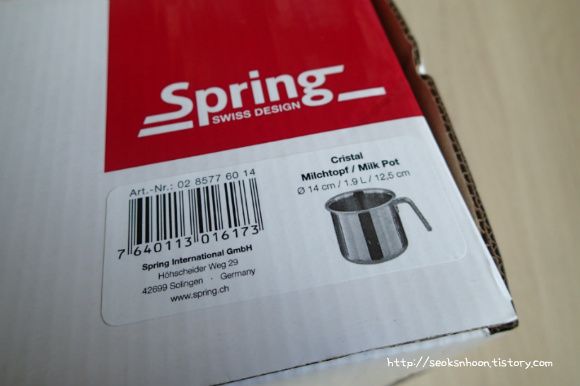 Spring
SWISS DESIGN
Art.-Nr.: 02 8577 60 14
7 640113 016173
Spring International GmbH
Höhscheider Weg 29
42699 Solingen - Germany
www.spring.ch
Cristal
Milchtopf / Milk Pot
Ø 14 cm / 1.9 L / 12,5 cm
http://seoksnhoon.tistory.com